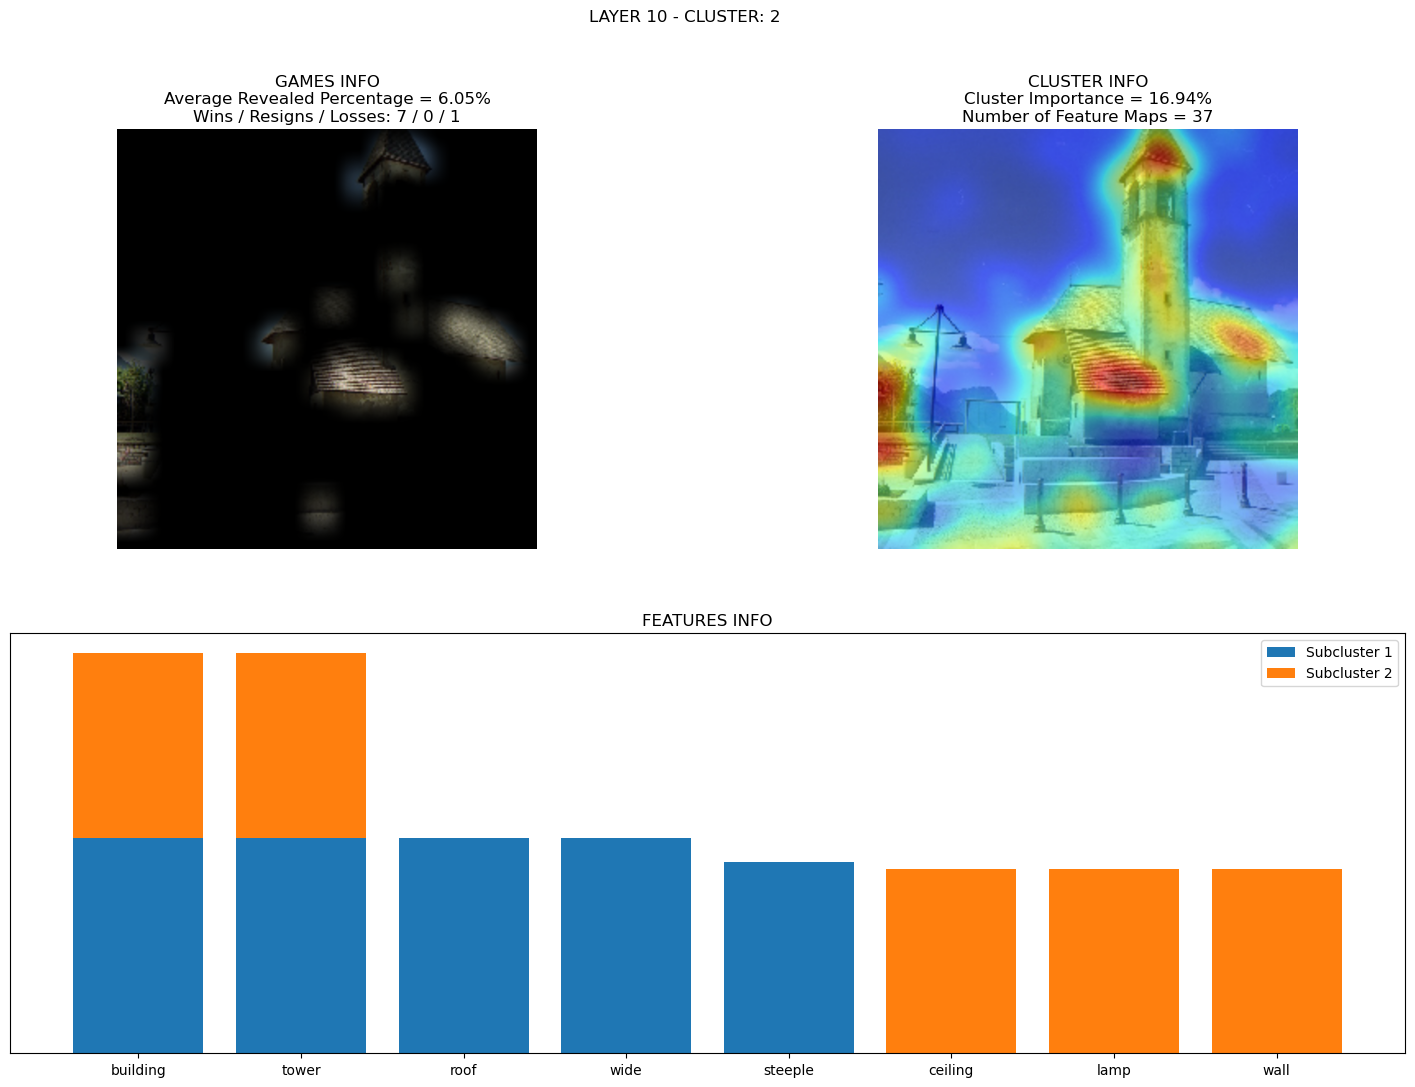 LAYER 10 - CLUSTER: 2
GAMES INFO
Average Revealed Percentage = 6.05%
Wins / Resigns / Losses: 7 / 0 / 1
CLUSTER INFO
Cluster Importance = 16.94%
Number of Feature Maps = 37
FEATURES INFO
Subcluster 1
Subcluster 2
building tower roof wide steeple ceiling lamp wall